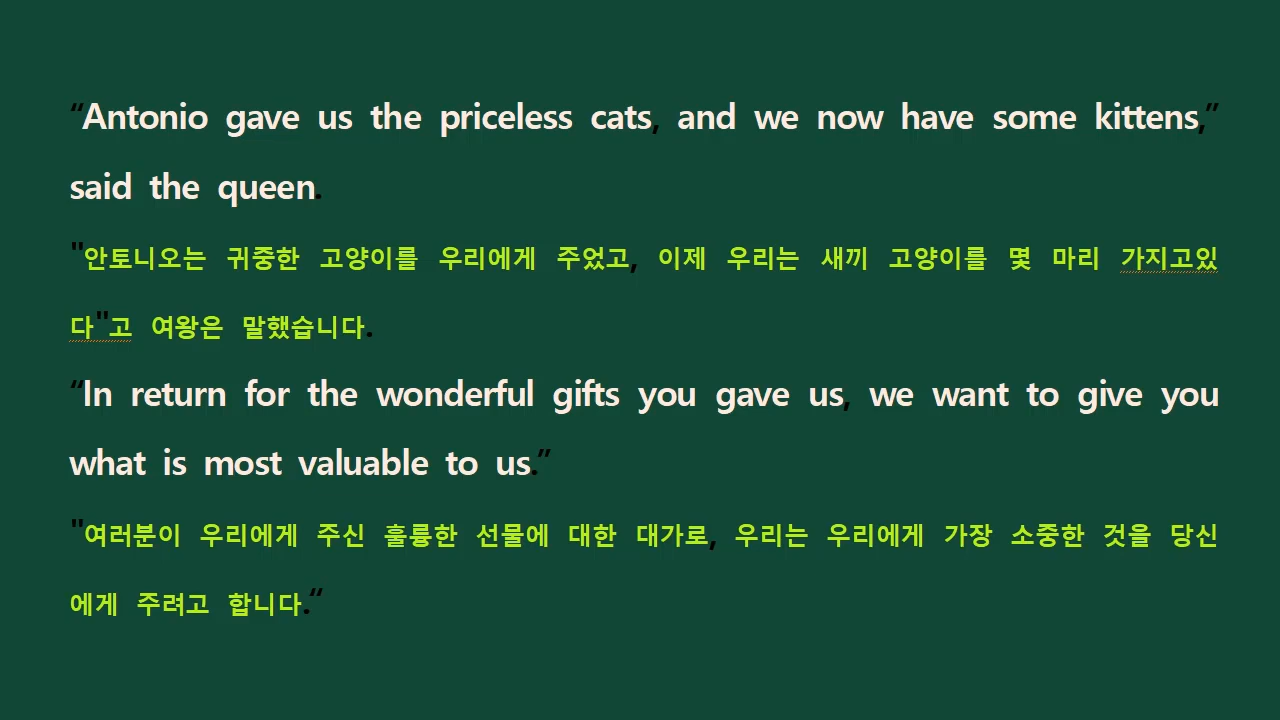 “Antonio gave us the priceless cats, and we now have some kittens,”
said the queen.
"안토니오는 귀중한 고양이를 우리에게 주었고, 이제 우리는 새끼 고양이를 몇 마리 가지고있
다"고 여왕은 말했습니다.
“In return for the wonderful gifts you gave us, we want to give you
what is most valuable to us.”
"여러분이 우리에게 주신 훌륭한 선물에 대한 대가로, 우리는 우리에게 가장 소중한 것을 당신
에게 주려고 합니다.“